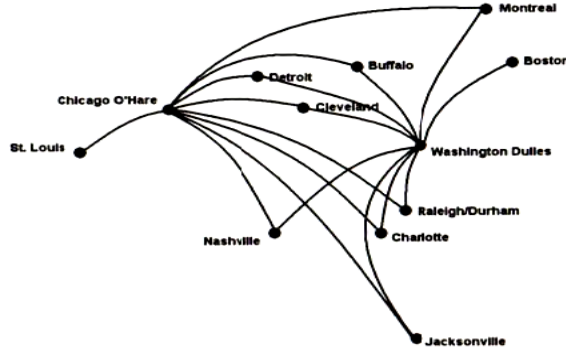 Montreal
Buffalo
Boston
Detroit
Chicago O'Hare
Cleveland
St. Louis
Washington Dulles
Raleigh/Durham
Nashville
Charlotte
Jacksonville